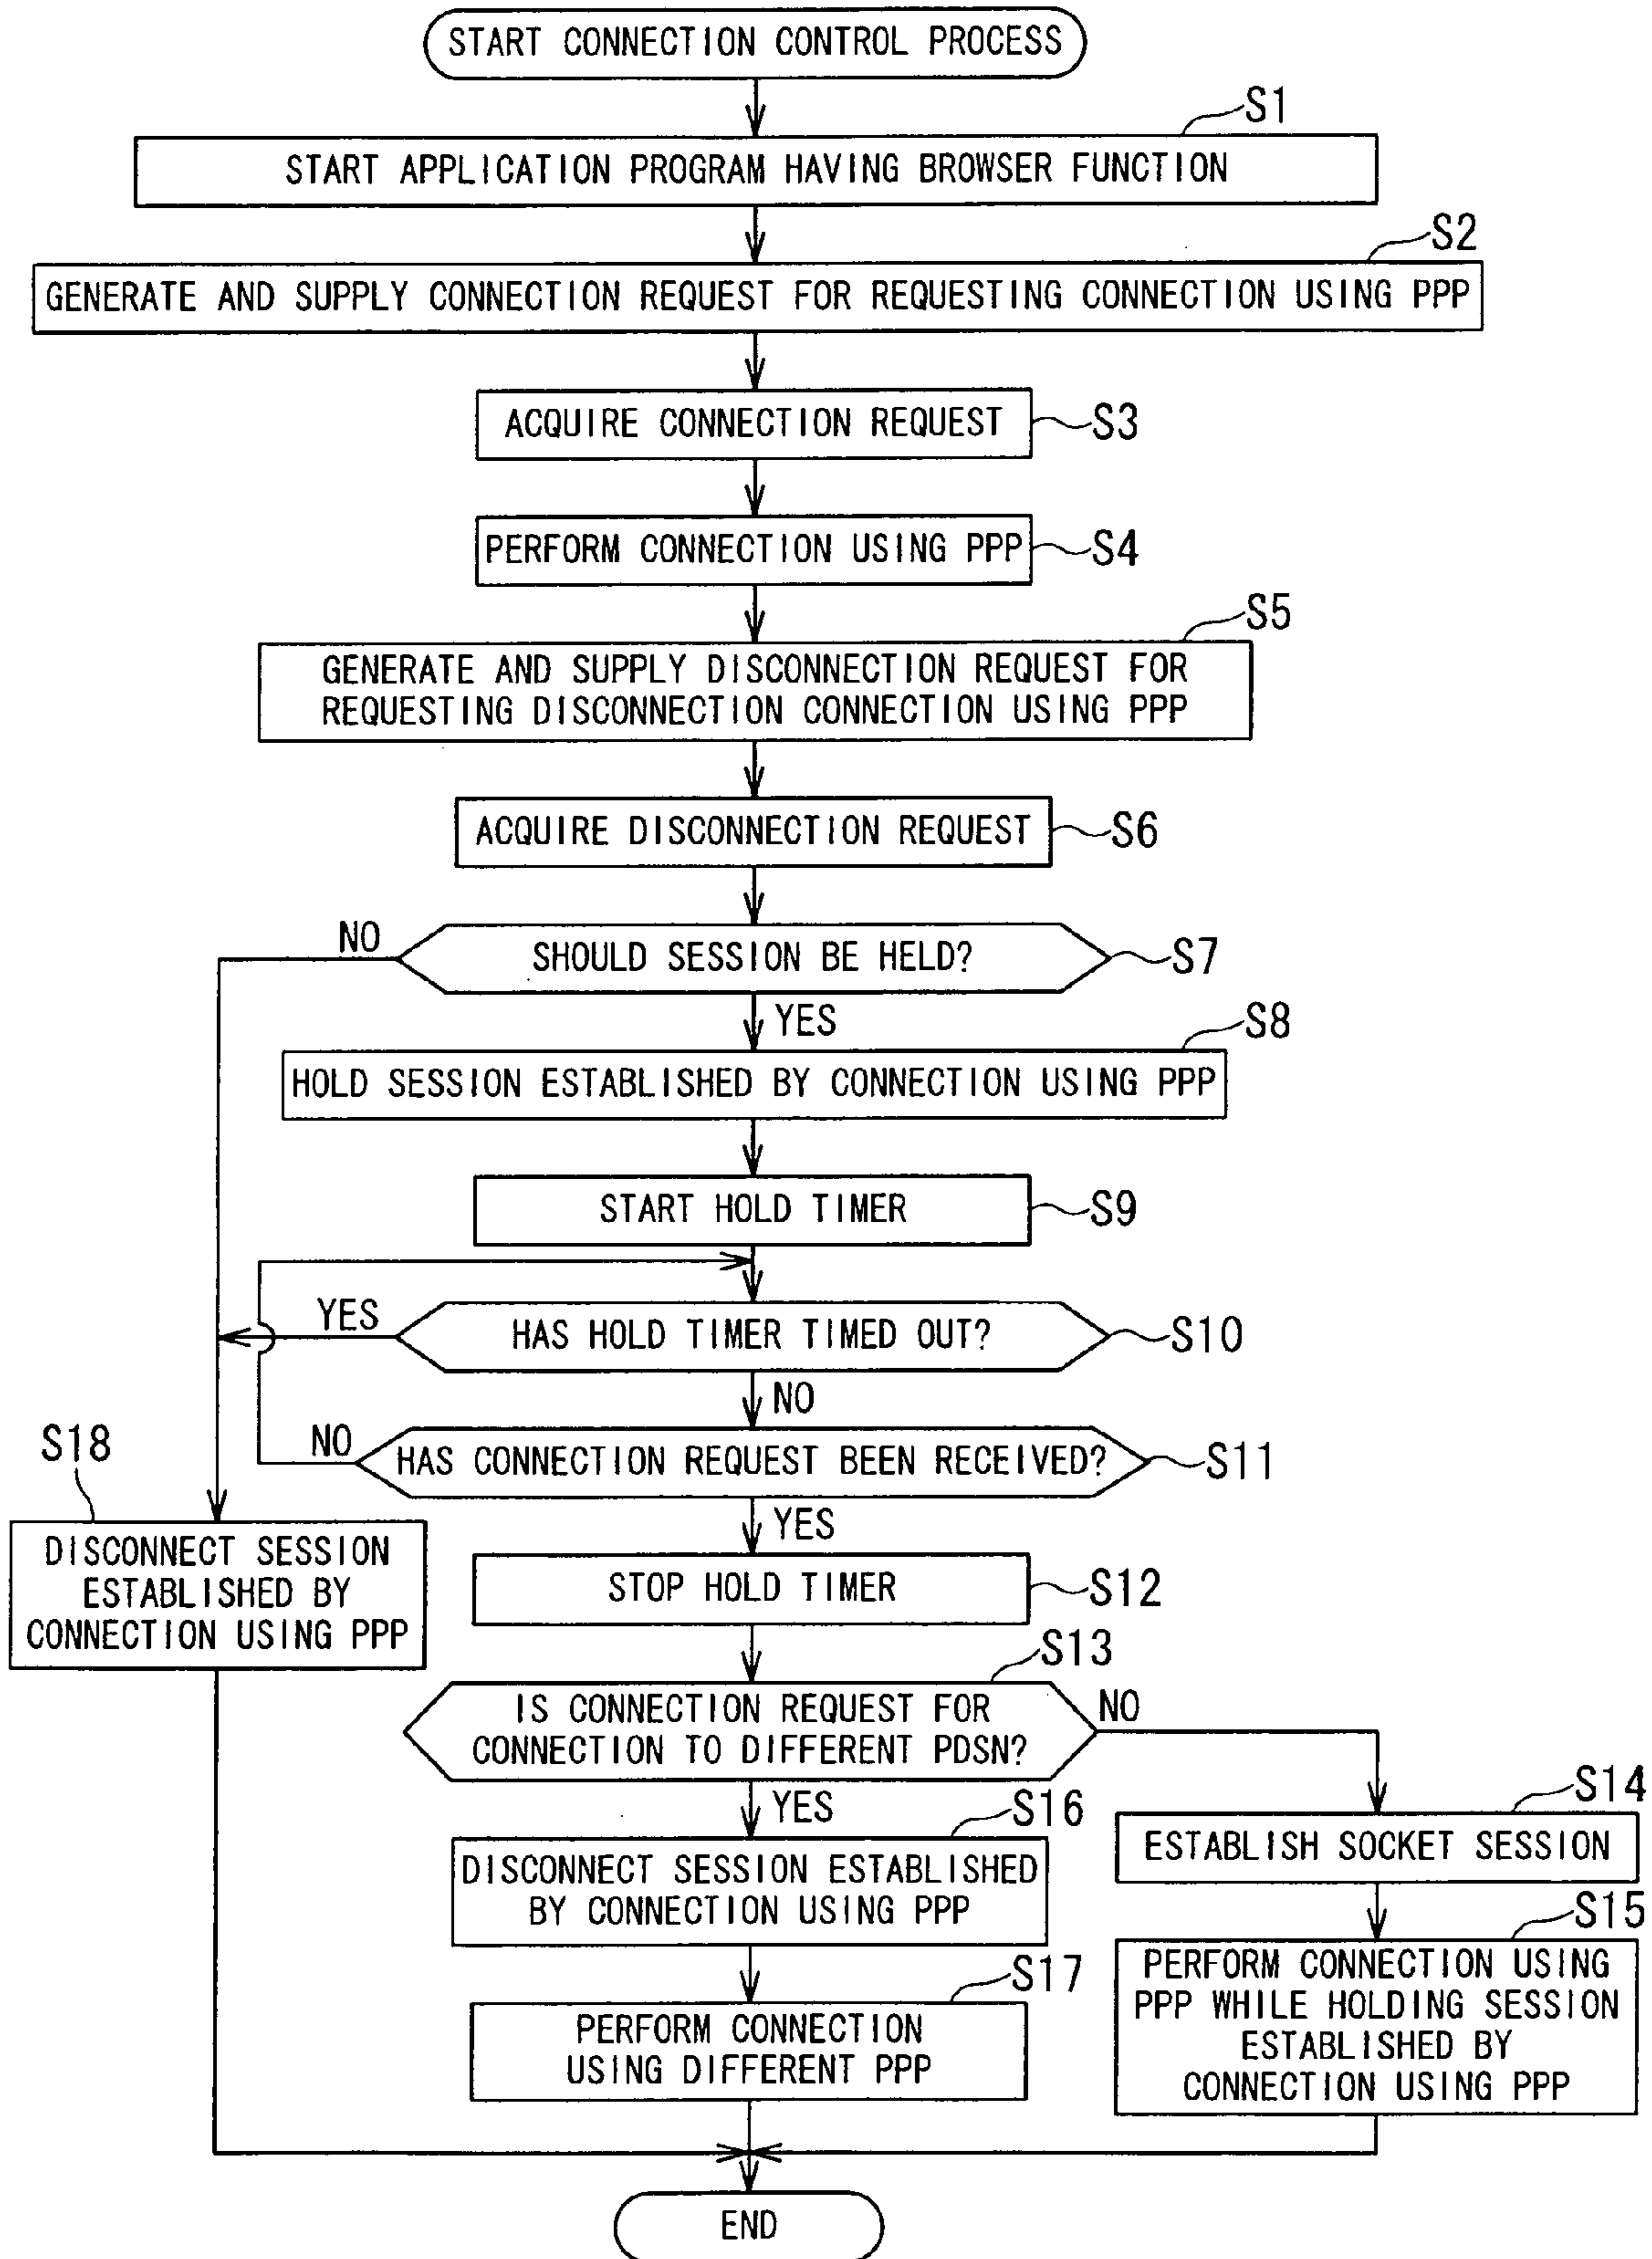 START CONNECTION CONTROL PROCESS
S1
START APPLICATION PROGRAM HAVING BROWSER FUNCTION
S2
GENERATE AND SUPPLY CONNECTION REQUEST FOR REQUESTING CONNECTION USING PPP
ACQUIRE CONNECTION REQUEST
S3
PERFORM CONNECTION USING PPP
S4
S5
GENERATE AND SUPPLY DISCONNECTION REQUEST FOR
REQUESTING DISCONNECTION CONNECTION USING PPP
ACQUIRE DISCONNECTION REQUEST
S6
NO
SHOULD SESSION BE HELD?
S7
YES
S8
HOLD SESSION ESTABLISHED BY CONNECTION USING PPP
START HOLD TIMER
S9
YES
HAS HOLD TIMER TIMED OUT?
S10
NO
S18
NO
HAS CONNECTION REQUEST BEEN RECEIVED?
S11
YES
DISCONNECT SESSION
ESTABLISHED BY
CONNECTION USING PPP
STOP HOLD TIMER
S12
S13
IS CONNECTION REQUEST FOR
CONNECTION TO DIFFERENT PDSN?
NO
YES
S16
S14
DISCONNECT SESSION ESTABLISHED
BY CONNECTION USING PPP
ESTABLISH SOCKET SESSION
S15
S17
PERFORM CONNECTION
USING DIFFERENT PPP
PERFORM CONNECTION USING
PPP WHILE HOLDING SESSION
ESTABLISHED BY
CONNECTION USING PPP
END